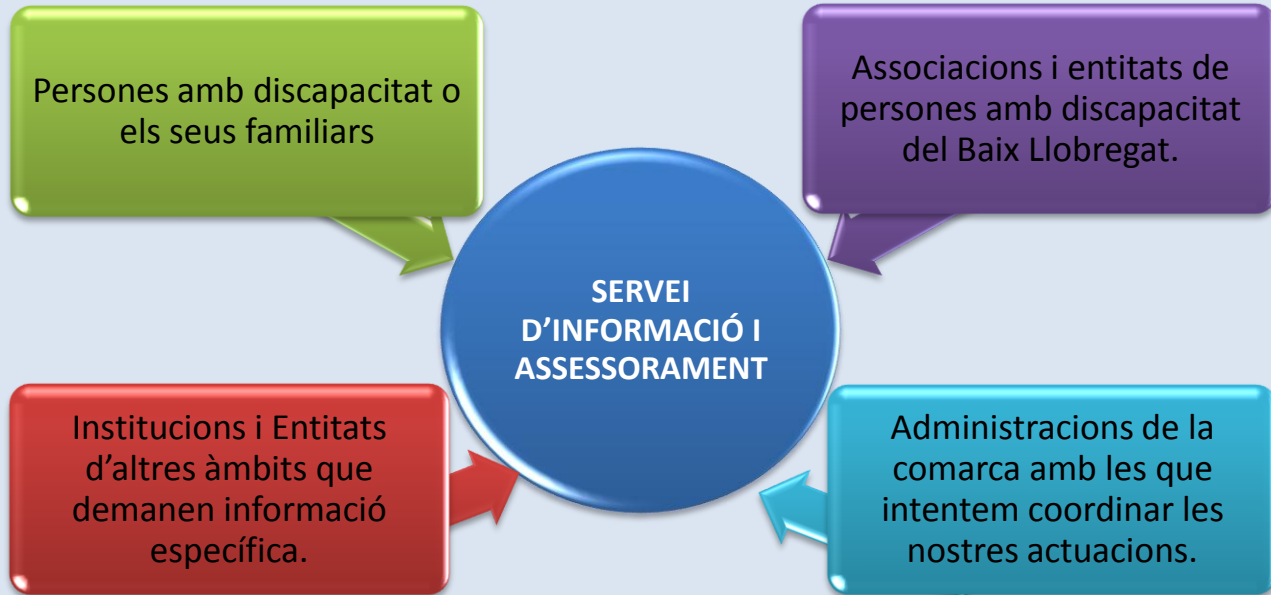 Persones amb discapacitat o
els seus familiars
Associacions i entitats de
persones amb discapacitat
del Baix Llobregat.
SERVEI
D’INFORMACIÓ I
ASSESSORAMENT
Institucions i Entitats
d’altres àmbits que
demanen informació
específica.
Administracions de la
comarca amb les que
intentem coordinar les
nostres actuacions.